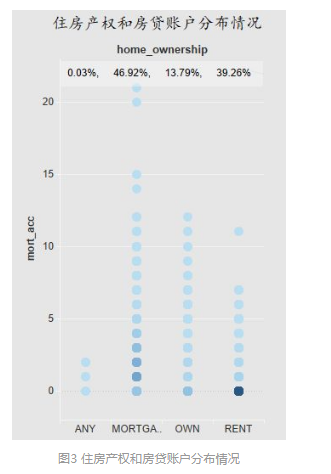 住房产权和房贷账户分布情况
home_ownership
0.03%, 46.92%, 13.79%, 39.26%
20
15
mort_acc
10
5
0
ANY MORTGA.. OWN RENT
图3 住房产权和房贷账户分布情况